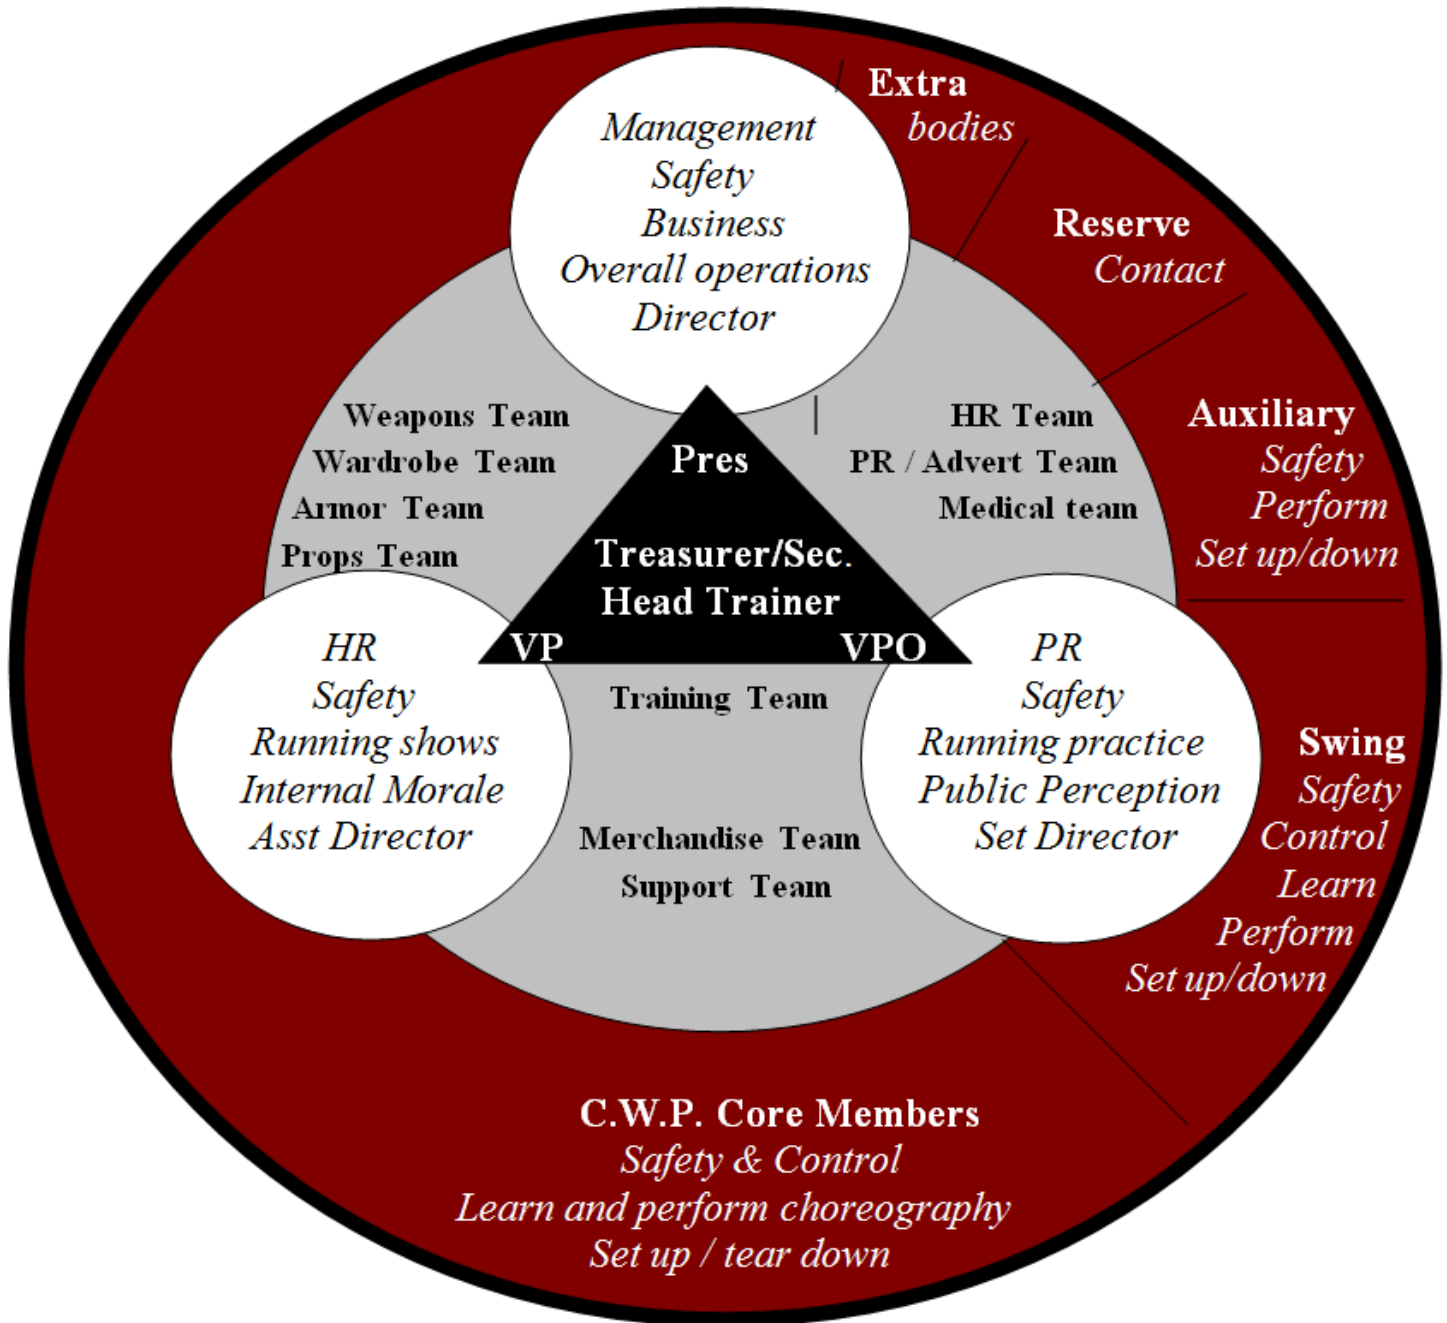 Management
Safety
Business
Overall operations
Director
Extra
bodies
Reserve
Contact
Auxiliary
Safety
Perform
Set up/down
Swing
Safety
Control
Learn
Perform
Set up/down
C.W.P. Core Members
Safety & Control
Learn and perform choreography
Set up / tear down
Weapons Team
Wardrobe Team
Armor Team
Props Team
HR Team
PR / Advert Team
Medical team
Pres
Treasurer/Sec.
Head Trainer
VP
VPO
HR
Safety
Running shows
Internal Morale
Asst Director
PR
Safety
Running practice
Public Perception
Set Director
Training Team
Merchandise Team
Support Team